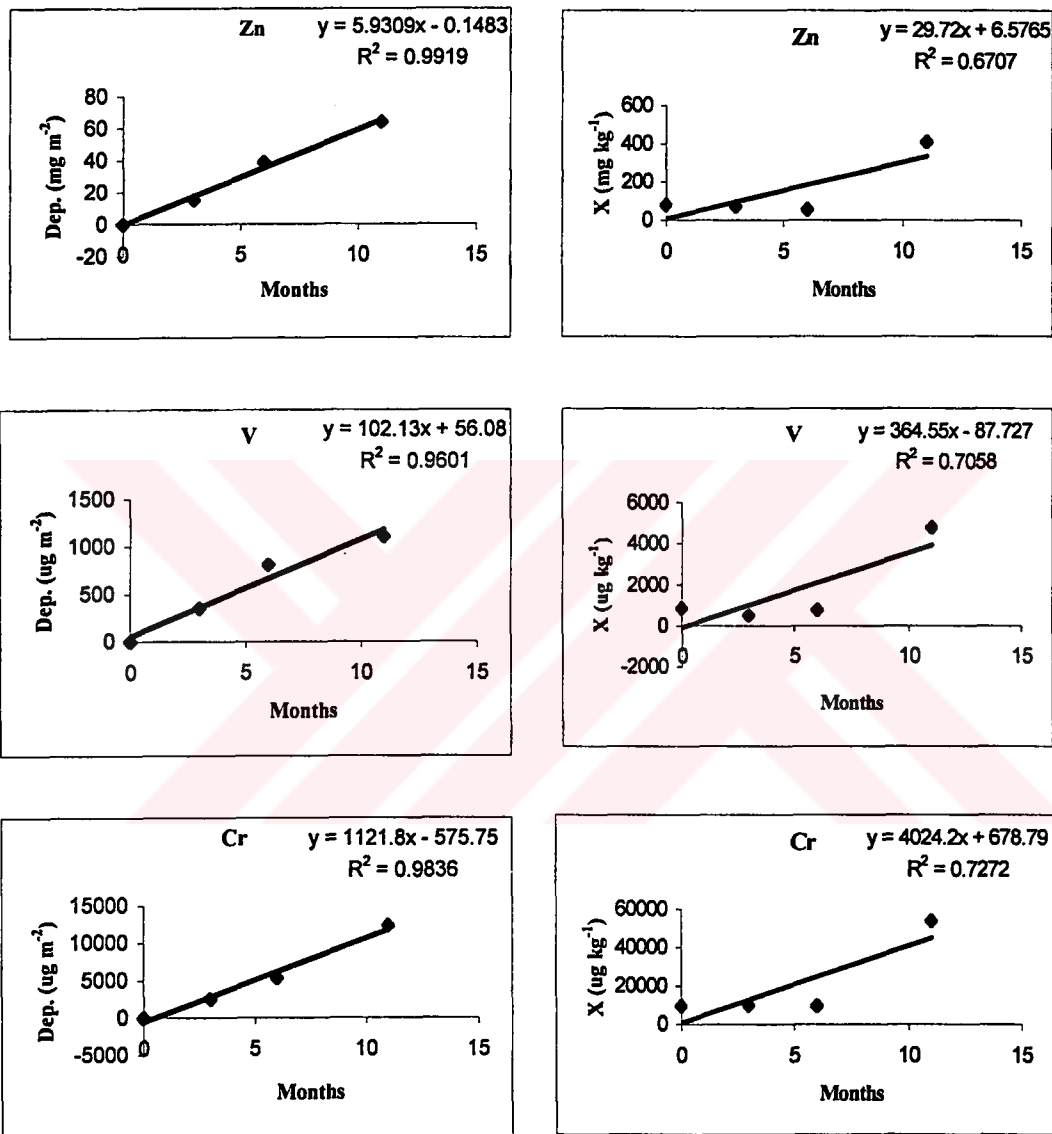 Zn y = 5.9309x - 0.1483
R² = 0.9919
80
60
40
20
0
-20
0 5 10 15
Dep. (mg m⁻²)
Months
Zn y = 29.72x + 6.5765
R² = 0.6707
600
400
200
0
0 5 10 15
X (mg kg⁻¹)
Months
V y = 102.13x + 56.08
R² = 0.9601
1500
1000
500
0
0 5 10 15
Dep. (ug m⁻²)
Months
V y = 364.55x - 87.727
R² = 0.7058
6000
4000
2000
0
-2000
0 5 10 15
X (ug kg⁻¹)
Months
Cr y = 1121.8x - 575.75
R² = 0.9836
15000
10000
5000
0
-5000
0 5 10 15
Dep. (ug m⁻²)
Months
Cr y = 4024.2x + 678.79
R² = 0.7272
60000
40000
20000
0
0 5 10 15
X (ug kg⁻¹)
Months